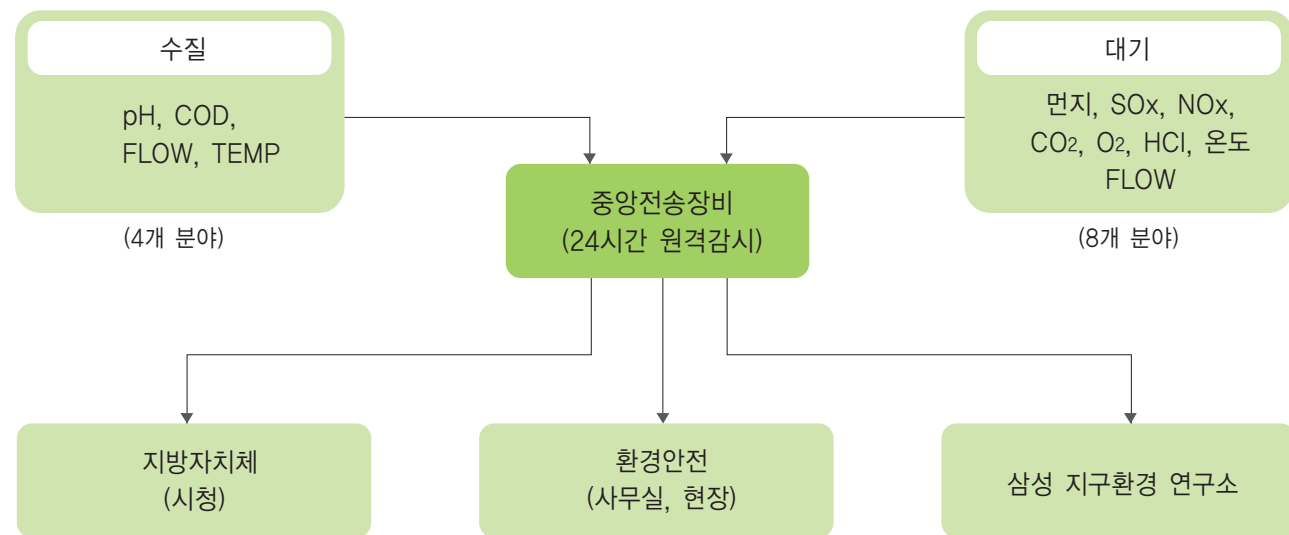 수질
pH, COD,
FLOW, TEMP
(4개 분야)
대기
먼지, SOx, NOx,
CO₂, O₂, HCl, 온도
FLOW
(8개 분야)
중앙전송장비
(24시간 원격감시)
지방자치체
(시청)
환경안전
(사무실, 현장)
삼성 지구환경 연구소